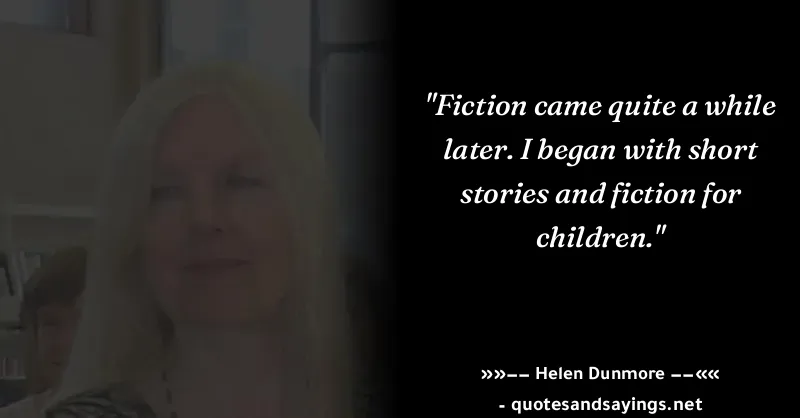 "Fiction came quite a while
later. I began with short
stories and fiction for
children."
»»—— Helen Dunmore ——««
- quotesandsayings.net